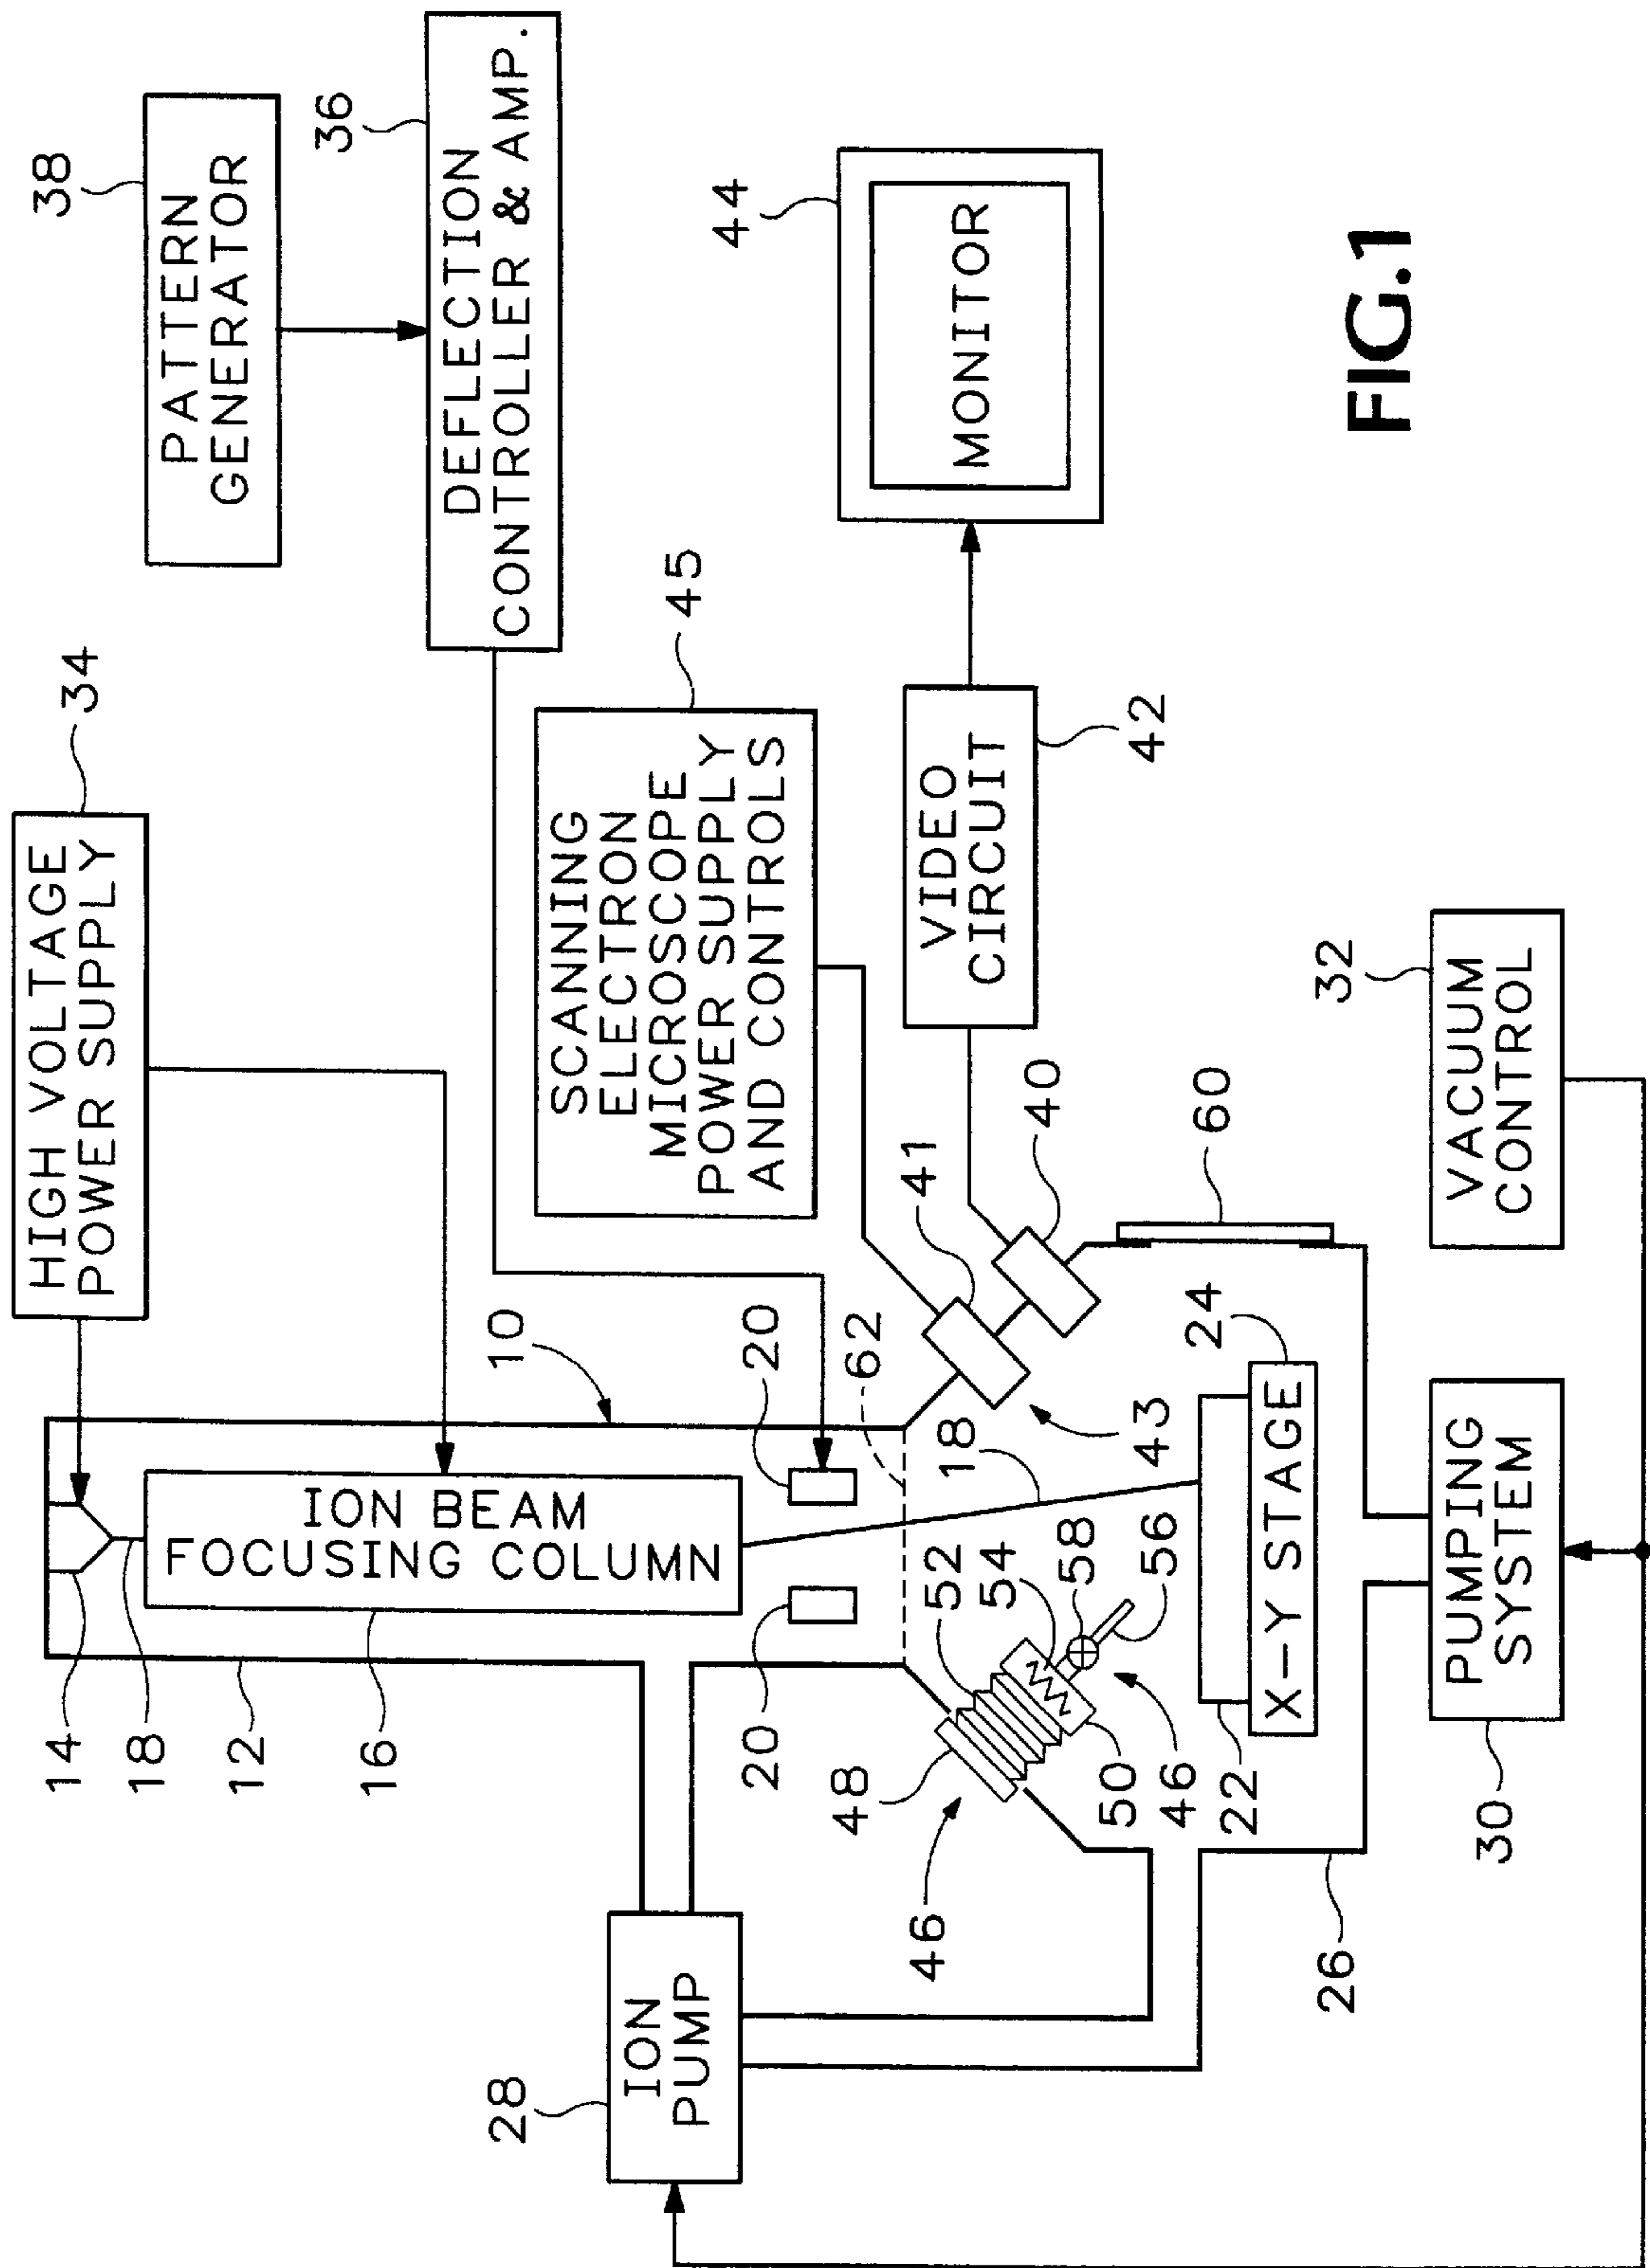 38
PATTERN
GENERATOR
36
DEFLECTION
CONTROLLER & AMP.
34
HIGH VOLTAGE
POWER SUPPLY
45
SCANNING
ELECTRON
MICROSCOPE
POWER SUPPLY
AND CONTROLS
44
MONITOR
VIDEO
CIRCUIT
42
10
14
18
12
16
ION BEAM
FOCUSING COLUMN
20
20
62
41
40
43
60
18
52
54
58
56
48
50
46
46
22
24
X-Y STAGE
26
28
ION
PUMP
30
PUMPING
SYSTEM
32
VACUUM
CONTROL
FIG.1